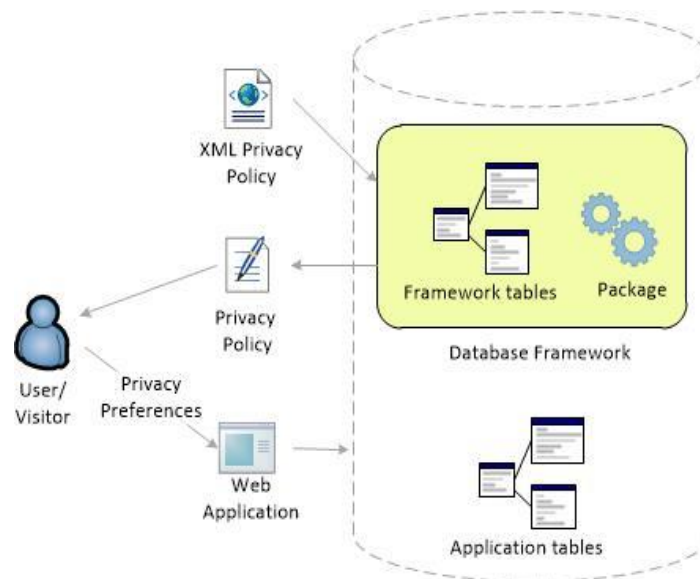 XML Privacy
Policy
Framework tables
Package
Privacy
Policy
Database Framework
User/
Visitor
Privacy
Preferences
Web
Application
Application tables